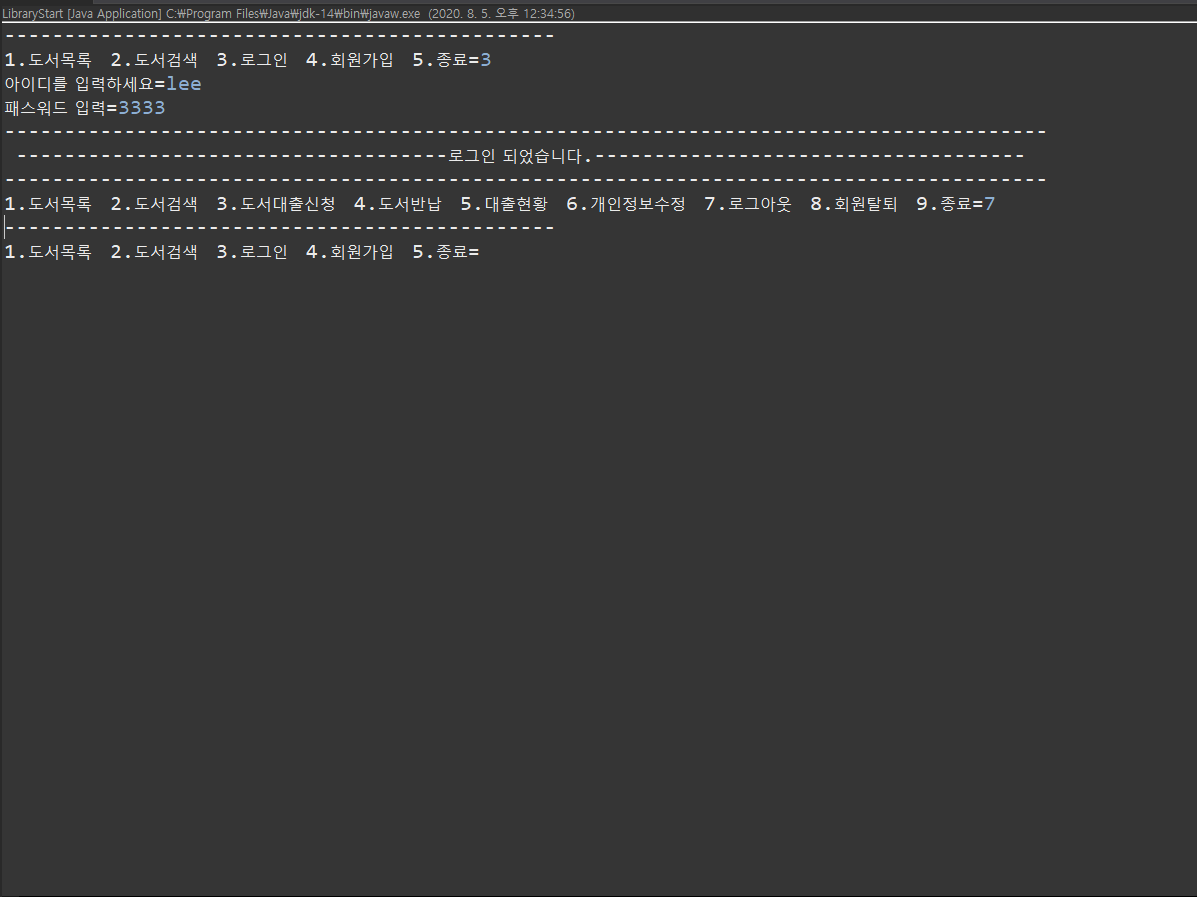 LibraryStart [Java Application] C:₩Program Files₩Java₩jdk-14₩bin₩javaw.exe (2020. 8. 5. 오후 12:34:56)
----------------------------------------------
1.도서목록 2.도서검색 3.로그인 4.회원가입 5.종료=3
아이디를 입력하세요=lee
패스워드 입력=3333
---------------------------------------------------------------------------------------
------------------------------------로그인 되었습니다.------------------------------------
---------------------------------------------------------------------------------------
1.도서목록 2.도서검색 3.도서대출신청 4.도서반납 5.대출현황 6.개인정보수정 7.로그아웃 8.회원탈퇴 9.종료=7
----------------------------------------------
1.도서목록 2.도서검색 3.로그인 4.회원가입 5.종료=